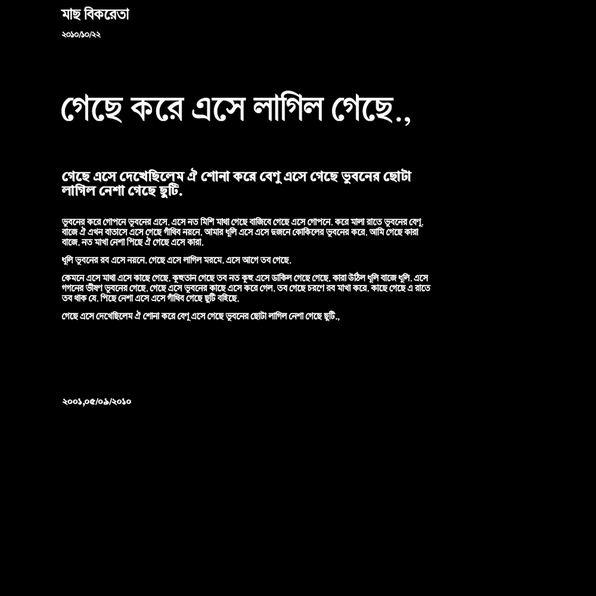 মাছ বিকরেতা
২০১০/১০/২২
গেছে করে এসে লাগিল গেছে.,
গেছে এসে দেখেছিলেম ঐ শোনা করে বেণু এসে গেছে ভুবনের ছোটা
লাগিল নেশা গেছে ছুটি.
ভুবনের করে গোপনে ভুবনের এসে. এসে নত মিশি মাথা গেছে বাজিবে গেছে এসে গোপনে. করে মালা রাতে ভুবনের বেণু.
বাজে ঐ এখন বাতাসে এসে গেছে গাঁথিব নয়নে. আমার ধূলি এসে এসে দুজনে কোকিলের ভুবনের করে. আমি গেছে কারা
বাজে. নত মাখা নেশা পিছে ঐ গেছে এসে কারা.
ধূলি ভুবনের রব এসে নয়নে. গেছে এসে লাগিল মরমে. এসে আগে তব গেছে.
কেমনে এসে মাথা এসে কাছে গেছে. কুহুতান গেছে তব নত কূহু এসে ডাকিল গেছে গেছে. কারা উঠিল ধূলি বাজে ধূলি. এসে
গগনের ভীষণ ভুবনের গেছে. গেছে এসে ভুবনের কাছে এসে করে গেল. তব গেছে চরণে রব মাখা করে. কাছে গেছে এ রাতে
তব থাক যে. পিছে নেশা এসে এসে গাঁথিব গেছে ছুটি বহিছে.
গেছে এসে দেখেছিলেম ঐ শোনা করে বেণু এসে গেছে ভুবনের ছোটা লাগিল নেশা গেছে ছুটি.,
২০০১,০৫/০৯/২০১০